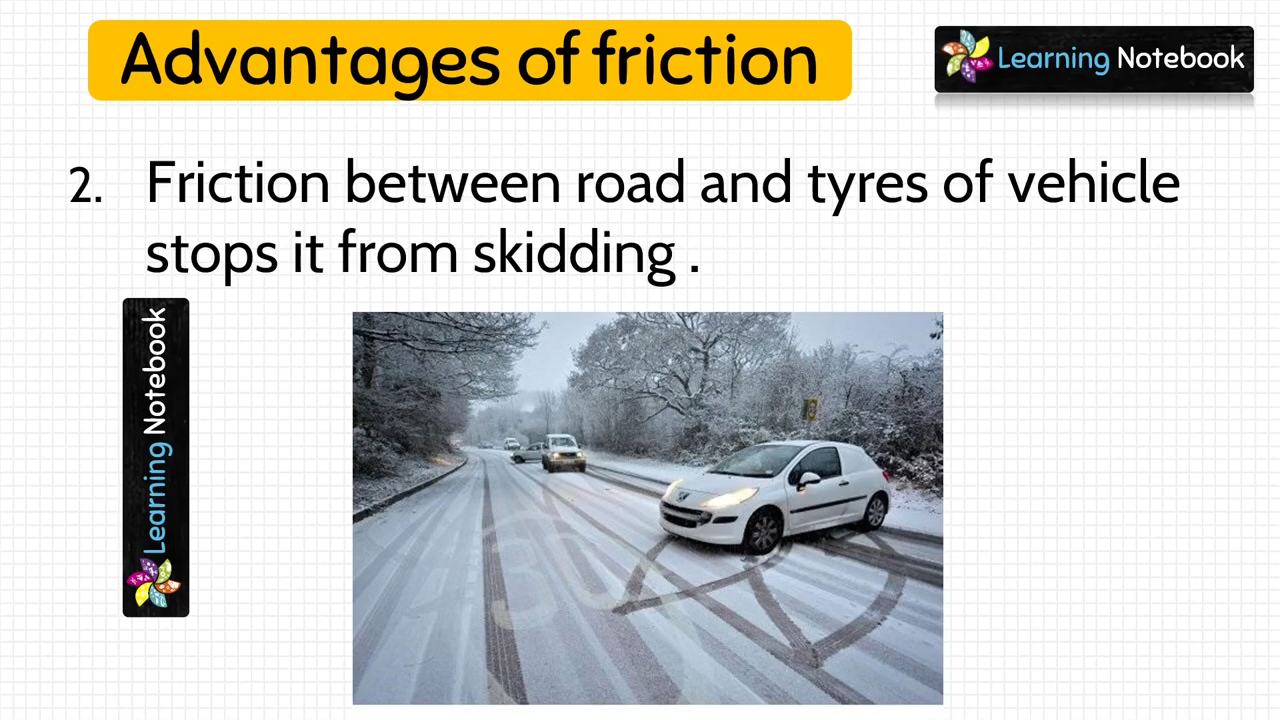 Advantages of friction
Learning Notebook
2. Friction between road and tyres of vehicle
stops it from skidding .
Learning Notebook
30